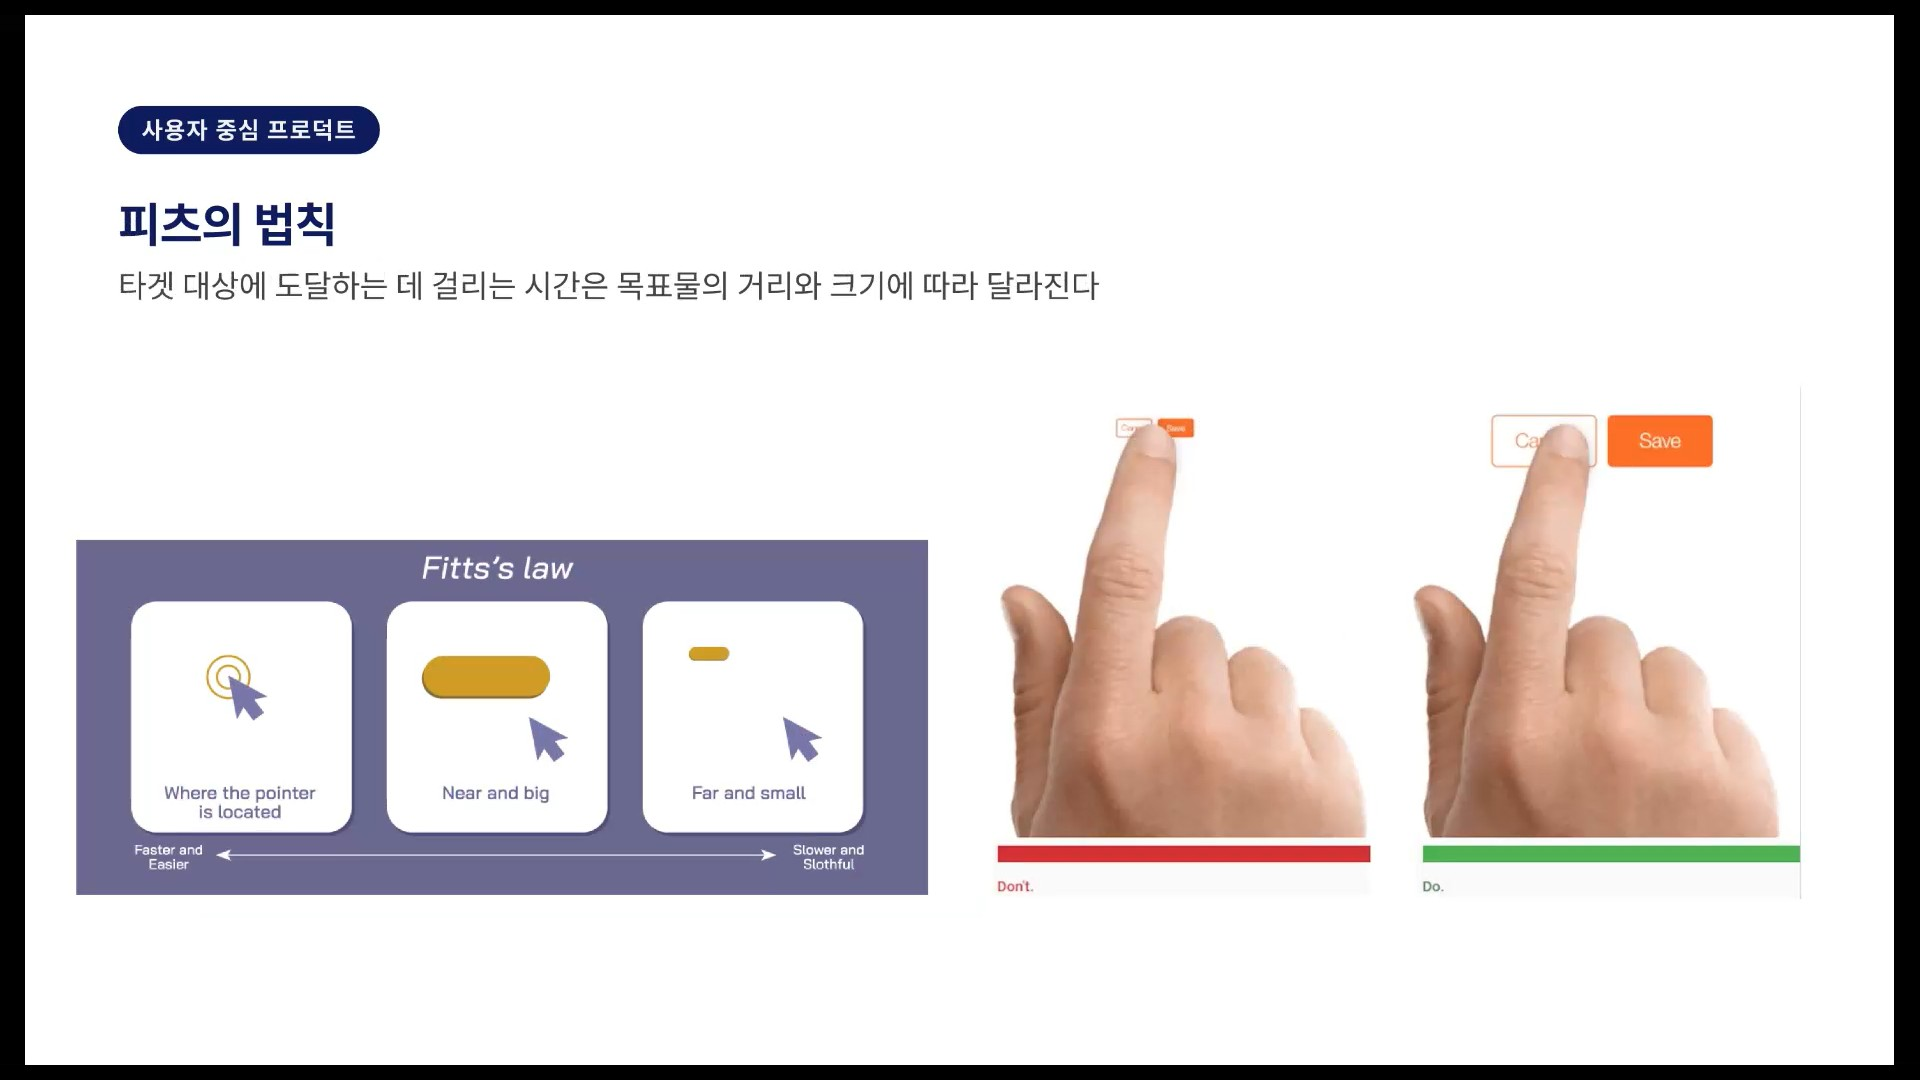 사용자 중심 프로덕트
피츠의 법칙
타겟 대상에 도달하는 데 걸리는 시간은 목표물의 거리와 크기에 따라 달라진다
Fitts's law
Where the pointer
is located
Near and big
Far and small
Faster and
Easier
Slower and
Slothful
Save
Don't.
Save
Do.